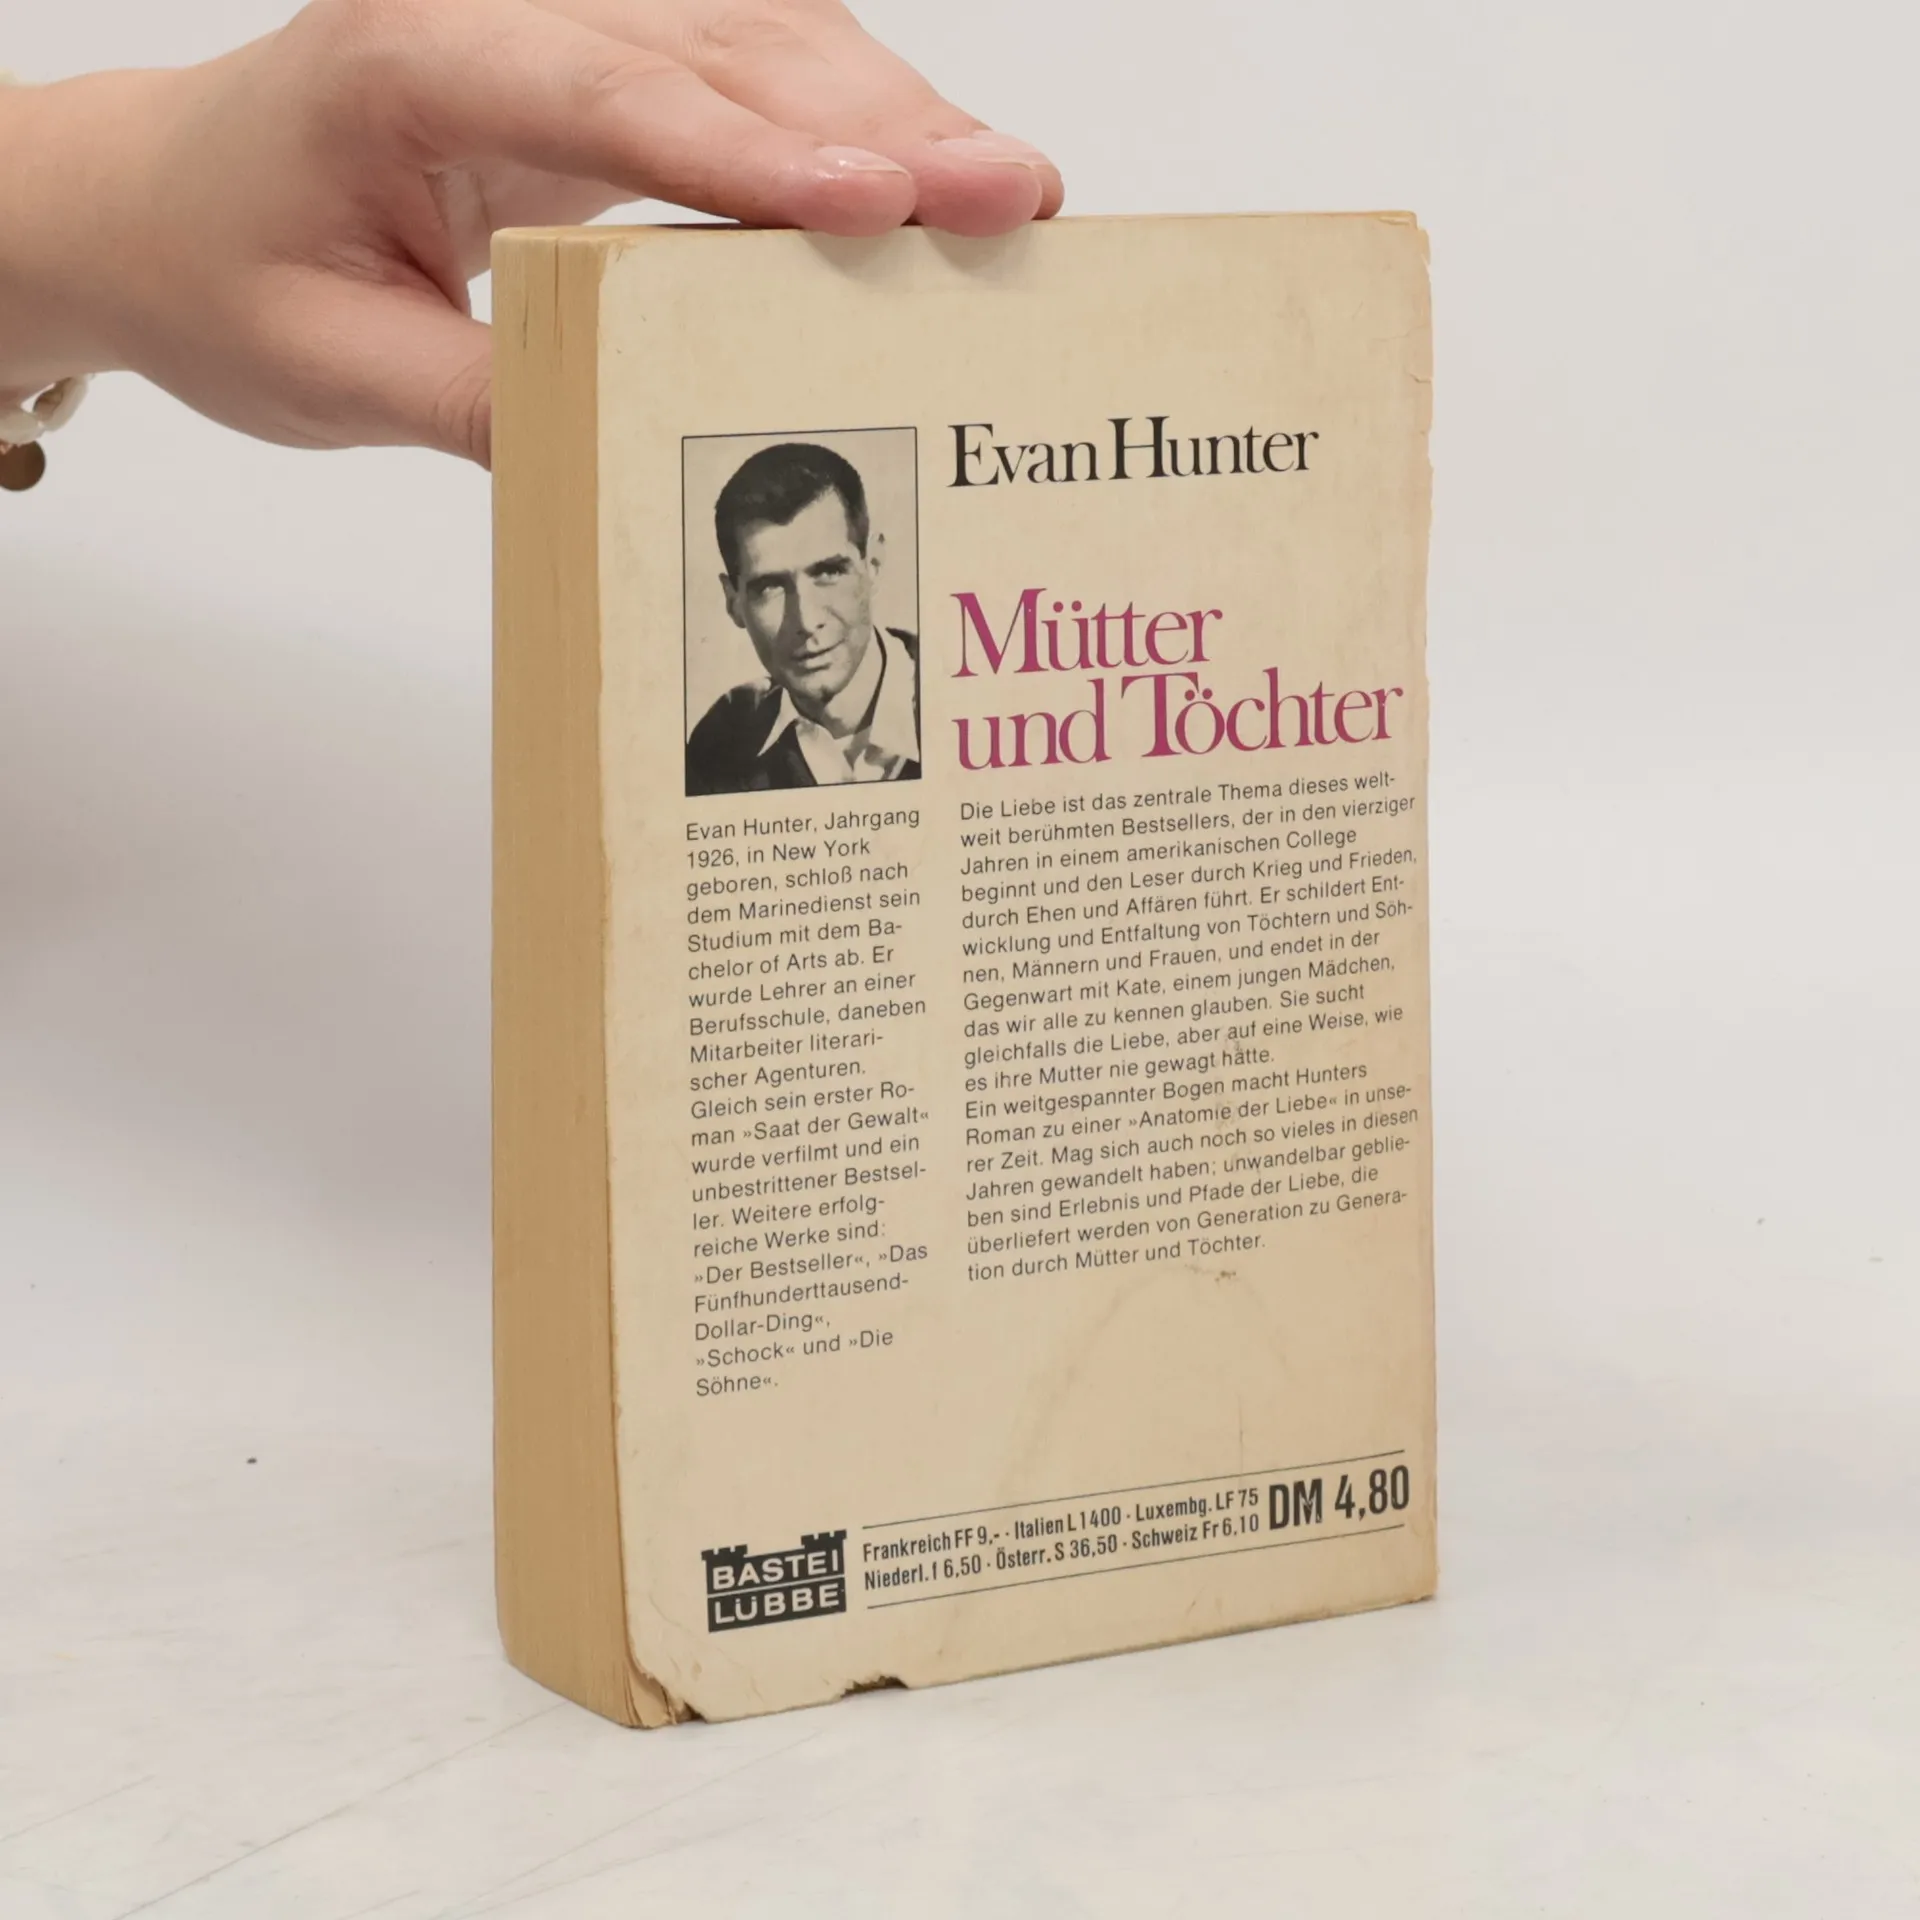 Evan Hunter
Mütter
und Töchter
Evan Hunter, Jahrgang
1926, in New York
geboren, schloß nach
dem Marinedienst sein
Studium mit dem Ba-
chelor of Arts ab. Er
wurde Lehrer an einer
Berufsschule, daneben
Mitarbeiter literari-
scher Agenturen.
Gleich sein erster Ro-
man »Saat der Gewalt«
wurde verfilmt und ein
unbestrittener Bestsel-
ler. Weitere erfolg-
reiche Werke sind:
»Der Bestseller«, »Das
Fünfhunderttausend-
Dollar-Ding«,
»Schock« und »Die
Söhne«.
Die Liebe ist das zentrale Thema dieses welt-
weit berühmten Bestsellers, der in den vierziger
Jahren in einem amerikanischen College
beginnt und den Leser durch Krieg und Frieden,
durch Ehen und Affären führt. Er schildert Ent-
wicklung und Entfaltung von Töchtern und Söh-
nen, Männern und Frauen, und endet in der
Gegenwart mit Kate, einem jungen Mädchen,
das wir alle zu kennen glauben. Sie sucht
gleichfalls die Liebe, aber auf eine Weise, wie
es ihre Mutter nie gewagt hätte.
Ein weitgespannter Bogen macht Hunters
Roman zu einer »Anatomie der Liebe« in unse-
rer Zeit. Mag sich auch noch so vieles in diesen
Jahren gewandelt haben; unwandelbar geblie-
ben sind Erlebnis und Pfade der Liebe, die
überliefert werden von Generation zu Genera-
tion durch Mütter und Töchter.
BASTEI
LÜBBE
Frankreich FF 9,- · Italien L 1400 · Luxembg. LF 75
Niederl. f 6,50 · Österr. S 36,50 · Schweiz Fr 6,10
DM 4,80